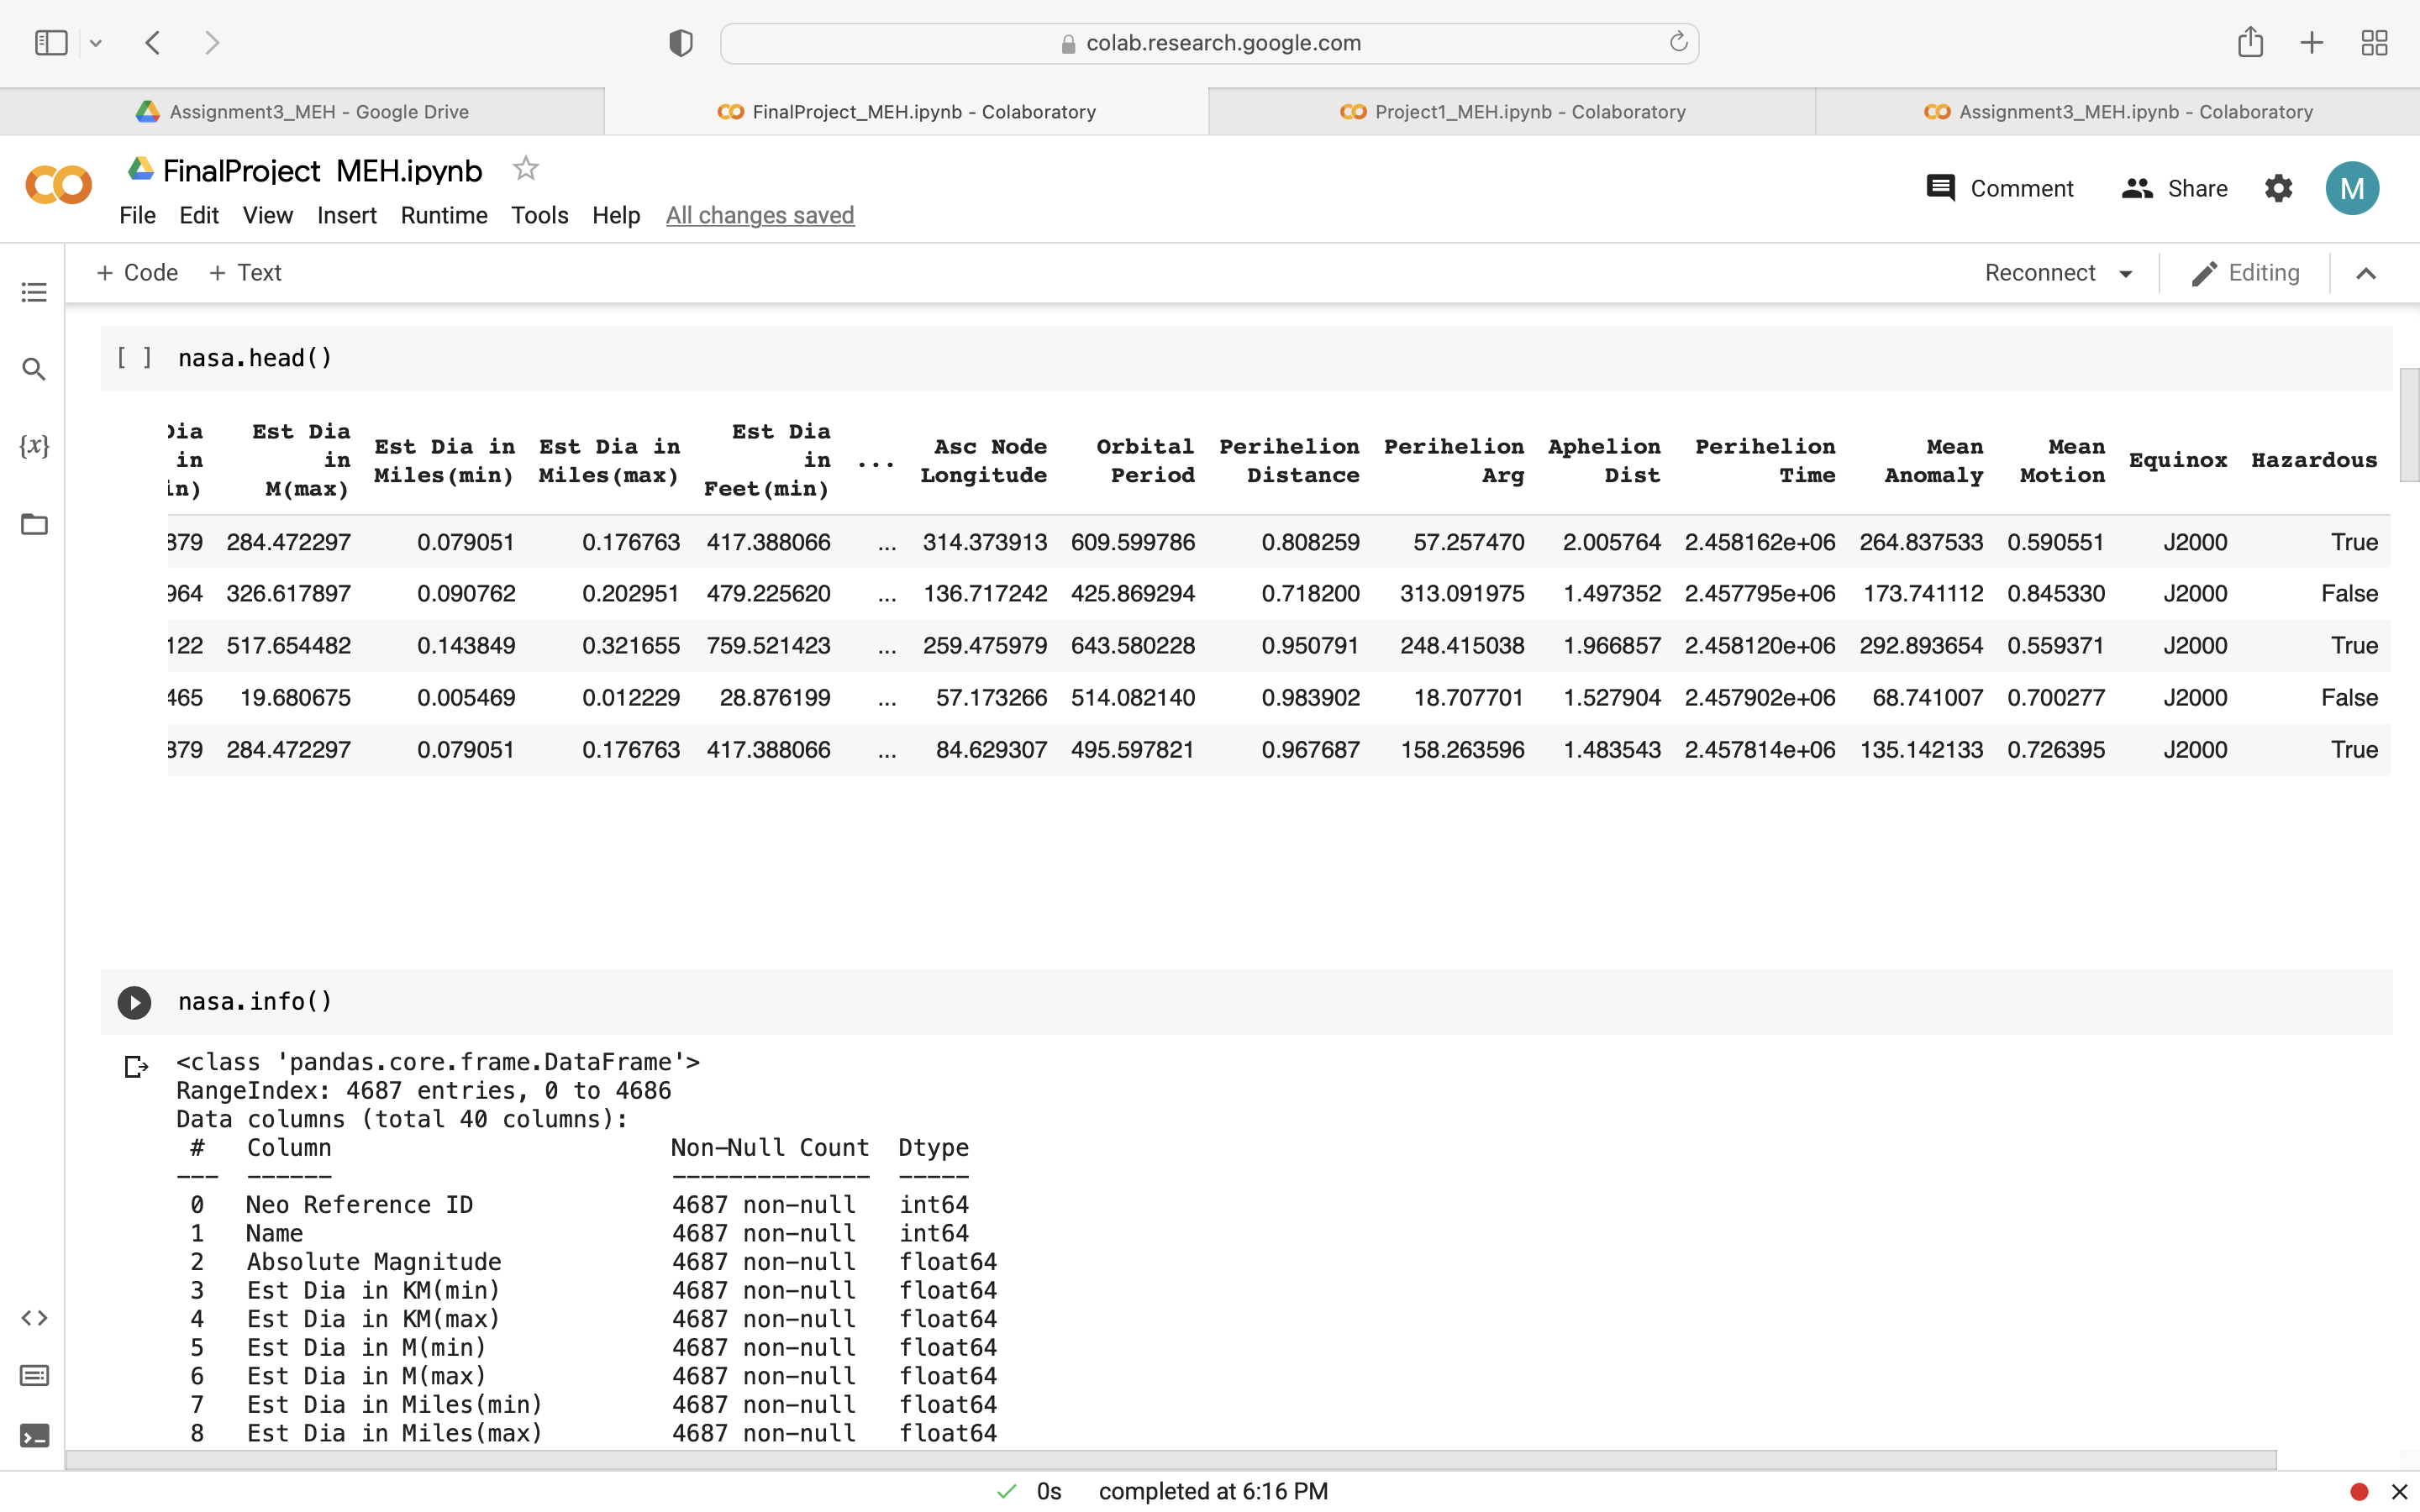 colab.research.google.com
Assignment3_MEH - Google Drive
FinalProject_MEH.ipynb - Colaboratory
Project1_MEH.ipynb - Colaboratory
Assignment3_MEH.ipynb - Colaboratory
FinalProject MEH.ipynb
Comment Share M
File Edit View Insert Runtime Tools Help All changes saved
+ Code + Text Reconnect Editing
[ ] nasa.head()
Dia in in) Est Dia in M(max) Est Dia in Miles(min) Est Dia in Miles(max) Est Dia in Feet(min) ... Asc Node Longitude Orbital Period Perihelion Distance Perihelion Arg Aphelion Dist Perihelion Time Mean Anomaly Mean Motion Equinox Hazardous
879 284.472297 0.079051 0.176763 417.388066 ... 314.373913 609.599786 0.808259 57.257470 2.005764 2.458162e+06 264.837533 0.590551 J2000 True
964 326.617897 0.090762 0.202951 479.225620 ... 136.717242 425.869294 0.718200 313.091975 1.497352 2.457795e+06 173.741112 0.845330 J2000 False
122 517.654482 0.143849 0.321655 759.521423 ... 259.475979 643.580228 0.950791 248.415038 1.966857 2.458120e+06 292.893654 0.559371 J2000 True
465 19.680675 0.005469 0.012229 28.876199 ... 57.173266 514.082140 0.983902 18.707701 1.527904 2.457902e+06 68.741007 0.700277 J2000 False
879 284.472297 0.079051 0.176763 417.388066 ... 84.629307 495.597821 0.967687 158.263596 1.483543 2.457814e+06 135.142133 0.726395 J2000 True
nasa.info()
<class 'pandas.core.frame.DataFrame'>
RangeIndex: 4687 entries, 0 to 4686
Data columns (total 40 columns):
# Column Non-Null Count Dtype
--- ------ -------------- -----
0 Neo Reference ID 4687 non-null int64
1 Name 4687 non-null int64
2 Absolute Magnitude 4687 non-null float64
3 Est Dia in KM(min) 4687 non-null float64
4 Est Dia in KM(max) 4687 non-null float64
5 Est Dia in M(min) 4687 non-null float64
6 Est Dia in M(max) 4687 non-null float64
7 Est Dia in Miles(min) 4687 non-null float64
8 Est Dia in Miles(max) 4687 non-null float64
0s completed at 6:16 PM